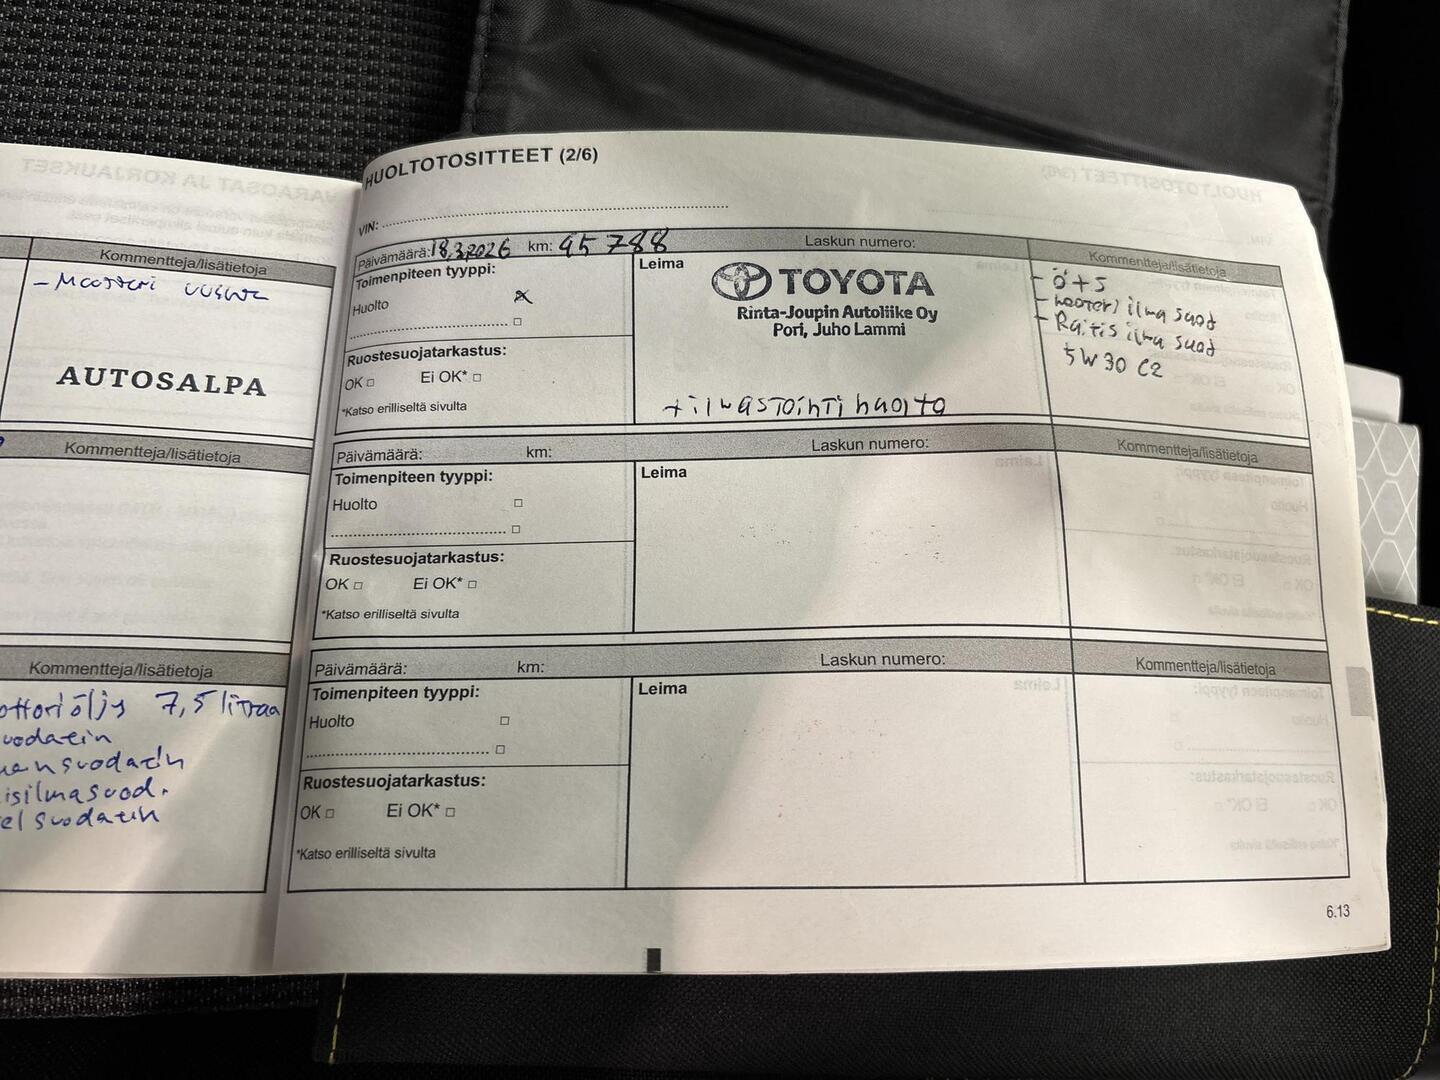 Kommentteja/lisätietoja
AUTOSALPA
Kommentteja/lisätietoja
Kommentteja/lisätietoja
7,5 litraa
HUOLTOTOSITTEET (2/6)
VIN:
Päivämäärä: 18.3.2026 km: 95 788 Laskun numero:
Kommentteja/lisätietoja
Toimenpiteen tyyppi:
Huolto x
Ruostesuojatarkastus:
OK Ei OK*
*Katso erilliseltä sivulta
Leima
TOYOTA
Rinta-Joupin Autoliike Oy
Pori, Juho Lammi
+ ilmastointi huolto
- ö+s
- ilma suod
- Raitis ilma suod
5W30 C2
Päivämäärä: km: Laskun numero:
Kommentteja/lisätietoja
Toimenpiteen tyyppi:
Huolto
Ruostesuojatarkastus:
OK Ei OK*
*Katso erilliseltä sivulta
Leima
Päivämäärä: km: Laskun numero:
Kommentteja/lisätietoja
Toimenpiteen tyyppi:
Huolto
Ruostesuojatarkastus:
OK Ei OK*
*Katso erilliseltä sivulta
Leima
6.13